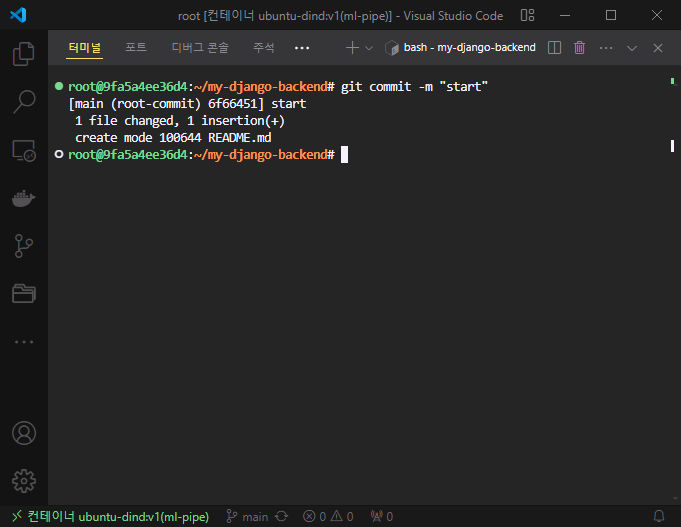 root [컨테이너 ubuntu-dind:v1(ml-pipe)] - Visual Studio Code
터미널 포트 디버그 콘솔 주석 ··· bash - my-django-backend ···
root@9fa5a4ee36d4:~/my-django-backend# git commit -m "start"
[main (root-commit) 6f66451] start
1 file changed, 1 insertion(+)
create mode 100644 README.md
root@9fa5a4ee36d4:~/my-django-backend#
컨테이너 ubuntu-dind:v1(ml-pipe) main 0 0 0